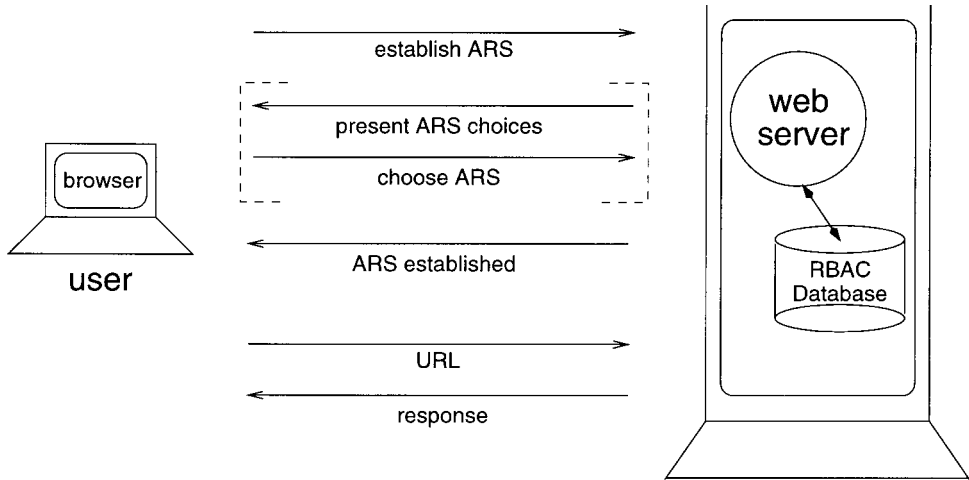 establish ARS
present ARS choices
choose ARS
ARS established
URL
response
browser
user
web
server
RBAC
Database